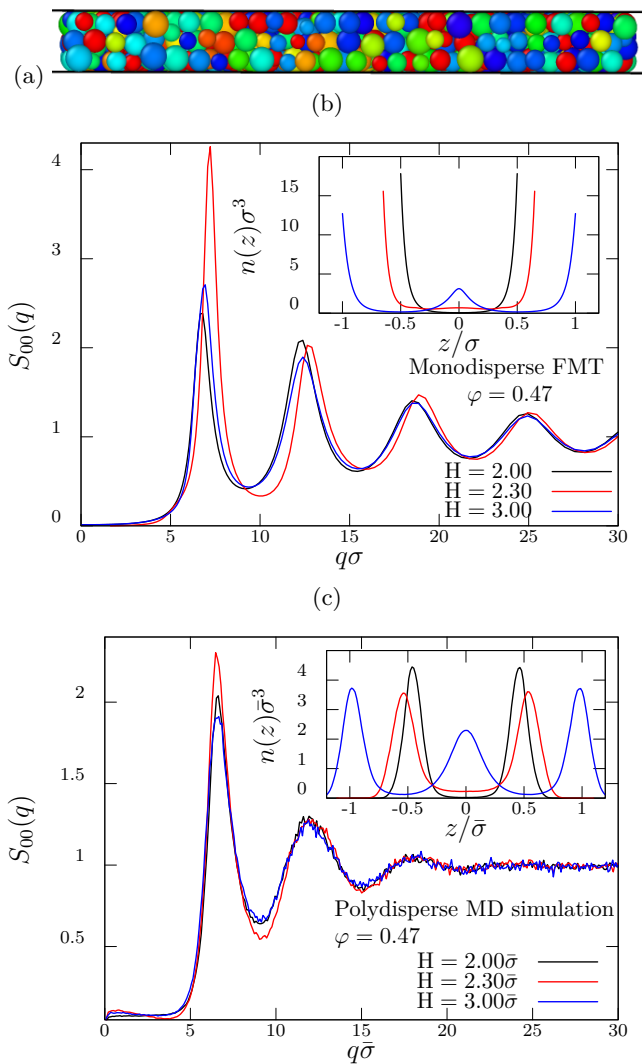 (a)
(b)
4
3
2
1
0
S₀₀(q)
0 5 10 15 20 25 30
qσ
15
10
5
0
n(z)σ³
-1 -0.5 0 0.5 1
z/σ
Monodisperse FMT
φ = 0.47
H = 2.00
H = 2.30
H = 3.00
(c)
2
1.5
1
0.5
S₀₀(q)
0 5 10 15 20 25 30
qσ̄
4
3
2
1
0
n(z)σ̄³
-1 -0.5 0 0.5 1
z/σ̄
Polydisperse MD simulation
φ = 0.47
H = 2.00σ̄
H = 2.30σ̄
H = 3.00σ̄